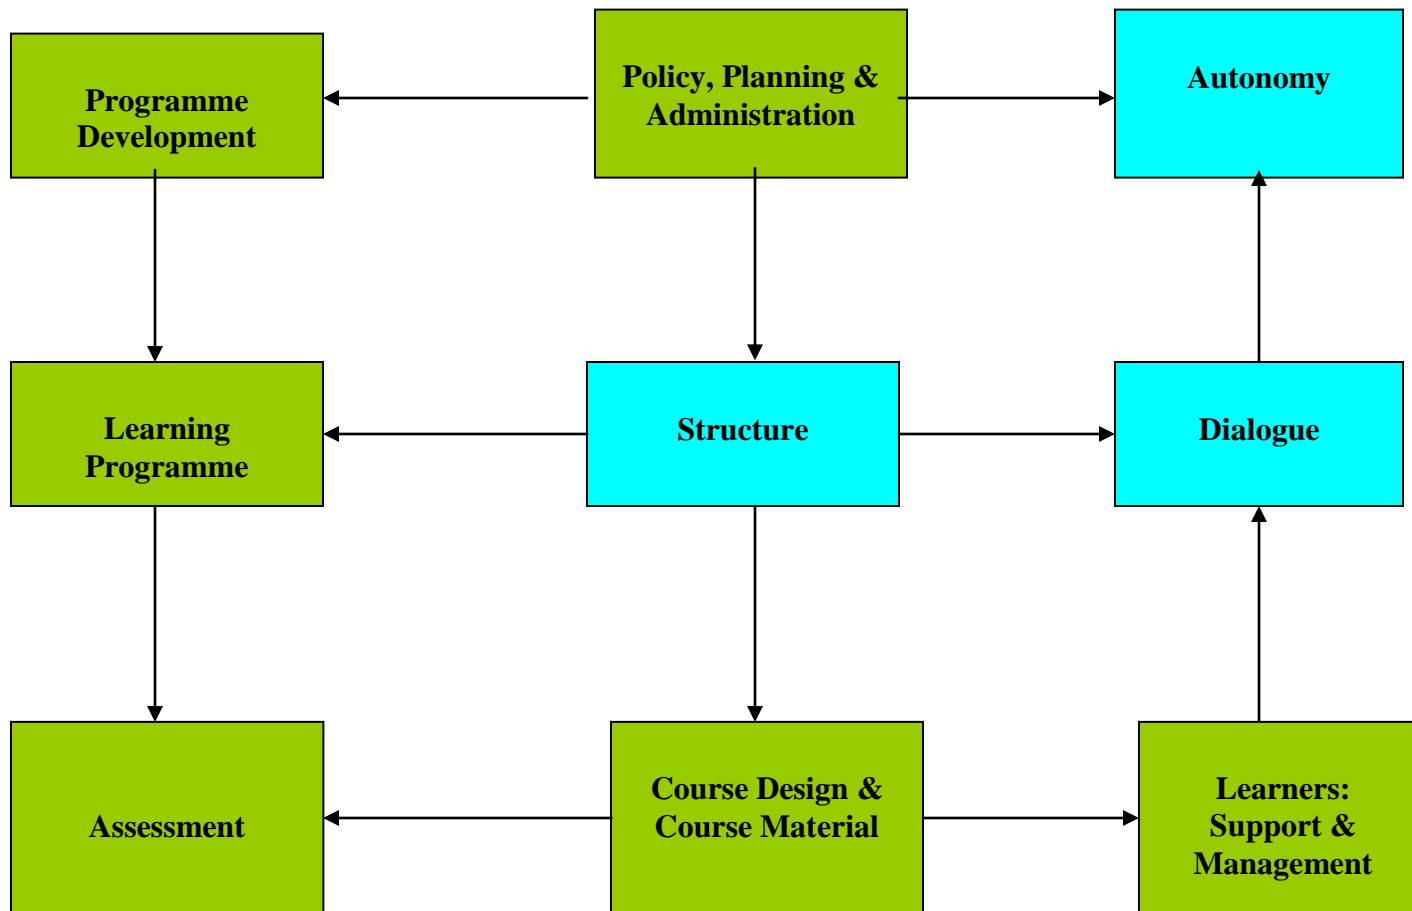 Programme
Development
Policy, Planning &
Administration
Autonomy
Learning
Programme
Structure
Dialogue
Assessment
Course Design &
Course Material
Learners:
Support &
Management